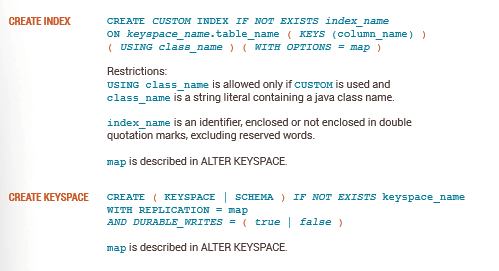 CREATE INDEX CREATE CUSTOM INDEX IF NOT EXISTS index_name
ON keyspace_name.table_name ( KEYS (column_name) )
( USING class_name ) ( WITH OPTIONS = map )
Restrictions:
USING class_name is allowed only if CUSTOM is used and
class_name is a string literal containing a java class name.
index_name is an identifier, enclosed or not enclosed in double
quotation marks, excluding reserved words.
map is described in ALTER KEYSPACE.
CREATE KEYSPACE CREATE ( KEYSPACE | SCHEMA ) IF NOT EXISTS keyspace_name
WITH REPLICATION = map
AND DURABLE_WRITES = ( true | false )
map is described in ALTER KEYSPACE.